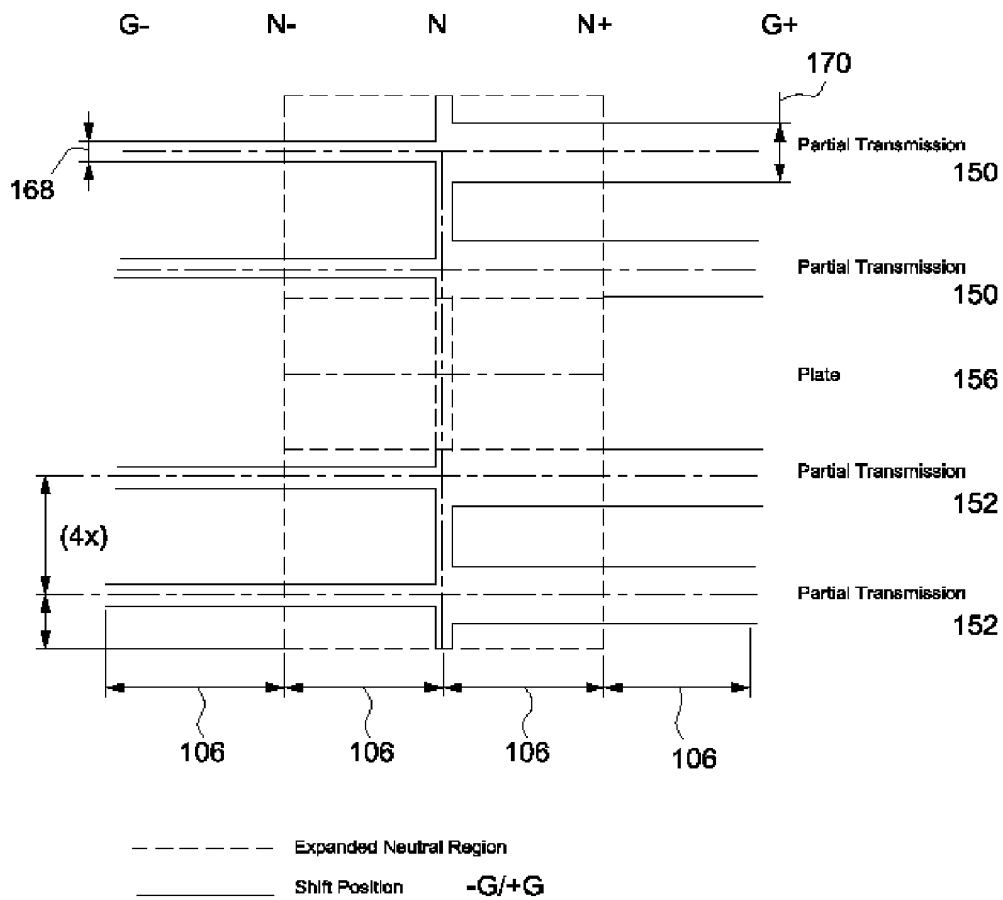 G- N- N N+ G+
170
168
Partial Transmission
150
Partial Transmission
150
Plate 156
Partial Transmission
152
(4x)
Partial Transmission
152
106 106 106 106
Expanded Neutral Region
Shift Position -G/+G